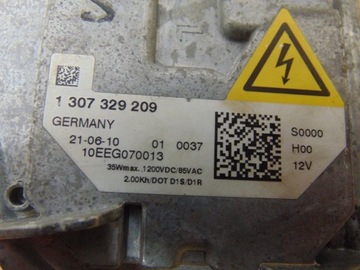 1 307 329 209
GERMANY
21-06-10 01 0037
10EEG070013
35Wmax. 1200VDC/85VAC
2.00Kh/DOT D1S/D1R
S0000
H00
12V